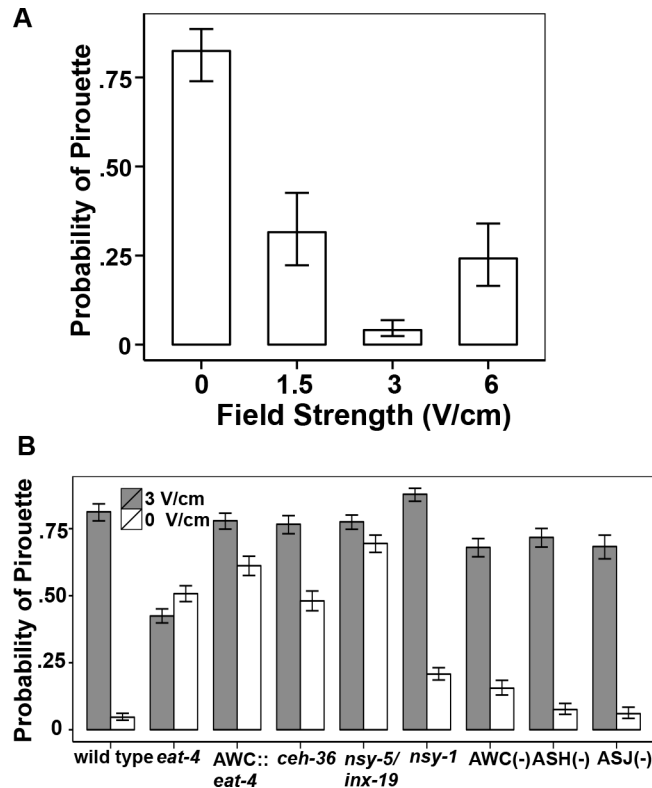 A
Probability of Pirouette
.75
.50
.25
0
0 1.5 3 6
Field Strength (V/cm)
B
Probability of Pirouette
3 V/cm
0 V/cm
0.75
0.50
.25
0
wild type eat-4 AWC:: ceh-36 nsy-5/ nsy-1 AWC(-) ASH(-) ASJ(-)
eat-4 inx-19